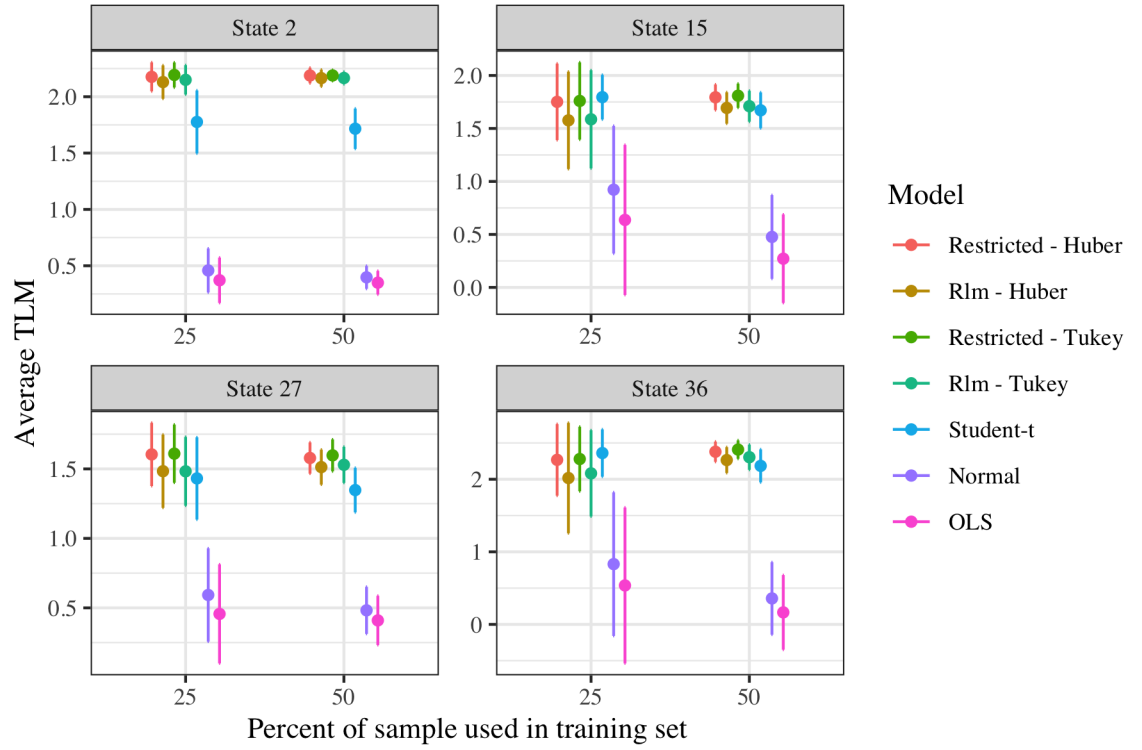 State 2
State 15
2.0
1.5
1.0
0.5
25
50
2.0
1.5
1.0
0.5
0.0
25
50
State 27
State 36
1.5
1.0
0.5
25
50
2
1
0
25
50
Average TLM
Percent of sample used in training set
Model
Restricted - Huber
Rlm - Huber
Restricted - Tukey
Rlm - Tukey
Student-t
Normal
OLS